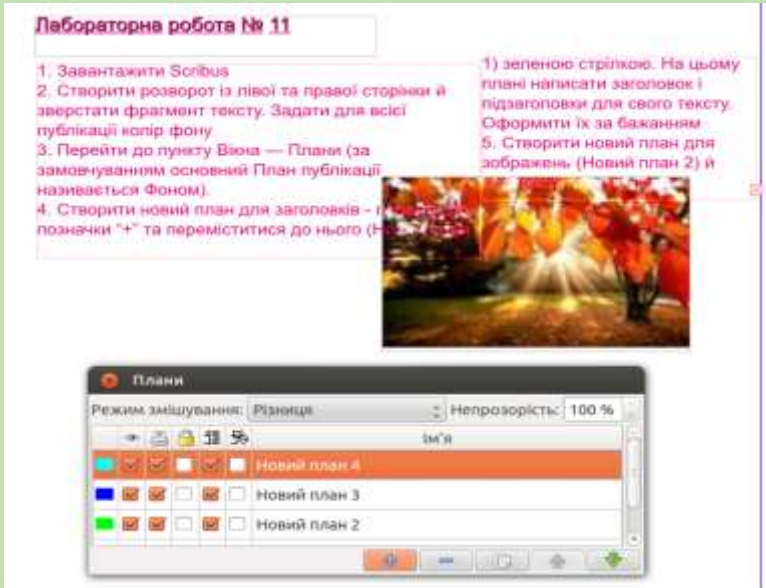 Лабораторна робота № 11
1. Завантажити Scribus
2. Створити розворот із лівої та правої сторінки й
зверстати фрагмент тексту. Задати для всієї
публікації колір фону
3. Перейти до пункту Вікна — Плани (за
замовчуванням основний План публікації
називається Фоном).
4. Створити новий план для заголовків -
позначки "+" та переміститися до нього
1) зеленою стрілкою. На цьому
плані написати заголовок і
підзаголовки для свого тексту.
Оформити їх за бажанням
5. Створити новий план для
зображень (Новий план 2) й
Плани
Режим змішування: Різниця Непрозорість: 100 %
Ім'я
Новий план 4
Новий план 3
Новий план 2